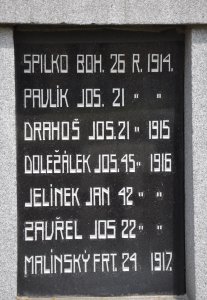 SPILKO BOH. 26 R. 1914.
PAVLÍK JOS. 21 " "
DRAHOŠ JOS. 21 " 1915
DOLEŽÁLEK JOS. 45 " 1916
JELÍNEK JAN 42 " "
ZAVŘEL JOS 22 " "
MALÍNSKÝ FRT. 24 1917.